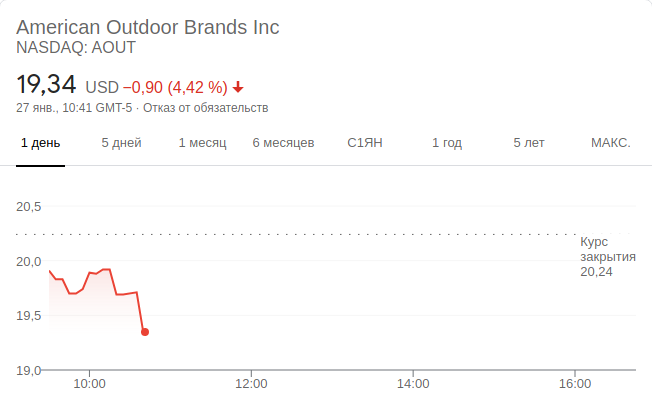 American Outdoor Brands Inc
NASDAQ: AOUT
19,34 USD −0,90 (4,42 %)
27 янв., 10:41 GMT-5 · Отказ от обязательств
1 день 5 дней 1 месяц 6 месяцев С1ЯН 1 год 5 лет МАКС.
20,5
Курс
закрытия
20,24
20,0
19,5
19,0
10:00 12:00 14:00 16:00